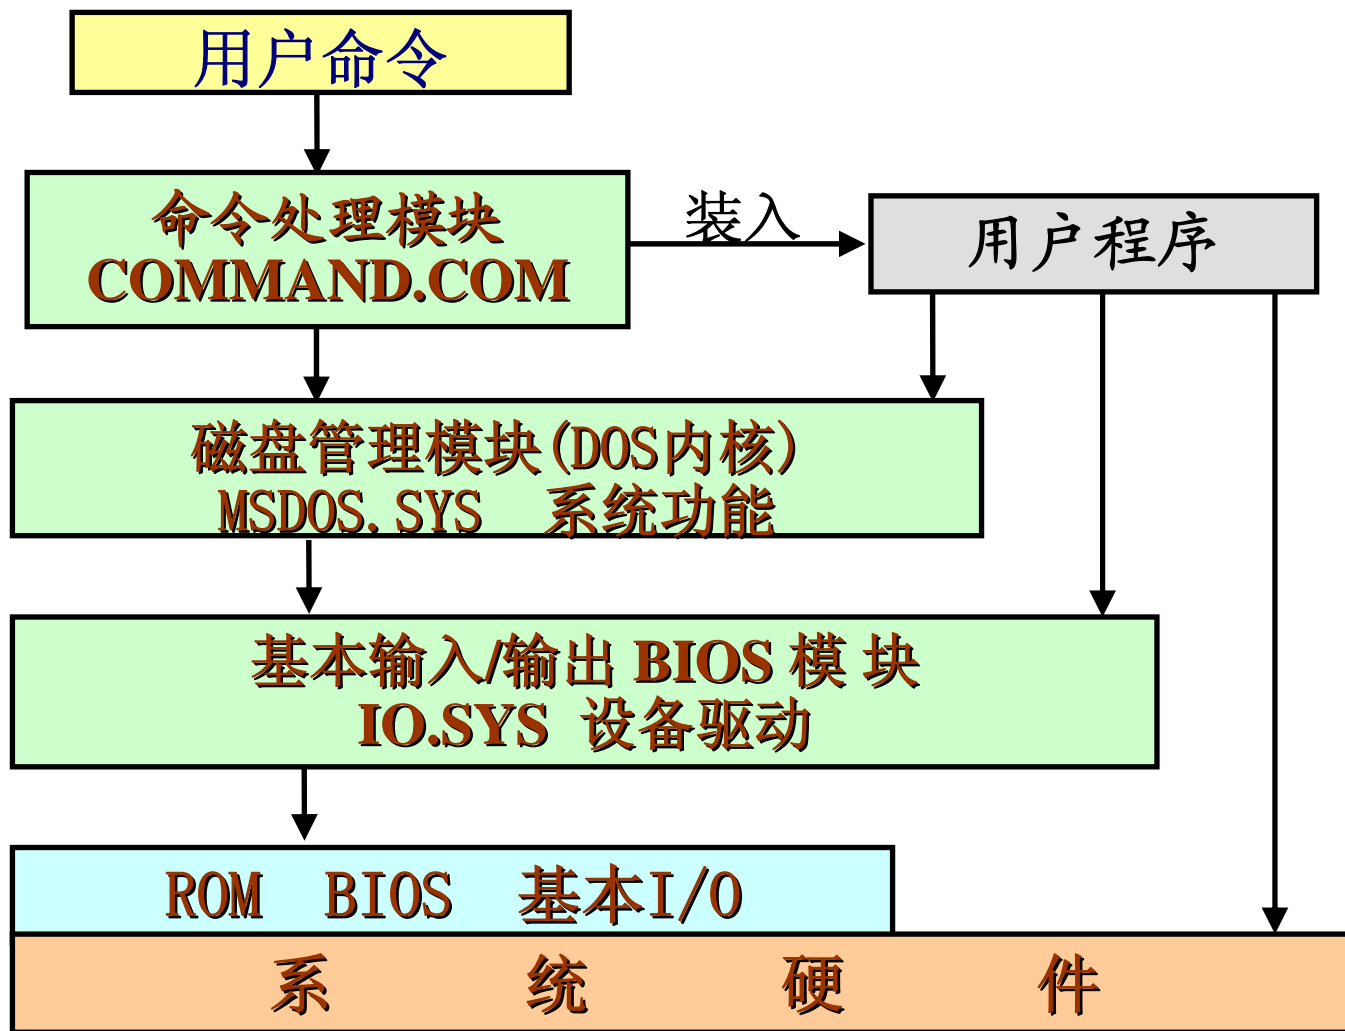 用户命令
命令处理模块
COMMAND.COM
装入
用户程序
磁盘管理模块(DOS内核)
MSDOS.SYS 系统功能
基本输入/输出 BIOS 模 块
IO.SYS 设备驱动
ROM BIOS 基本I/O
系 统 硬 件